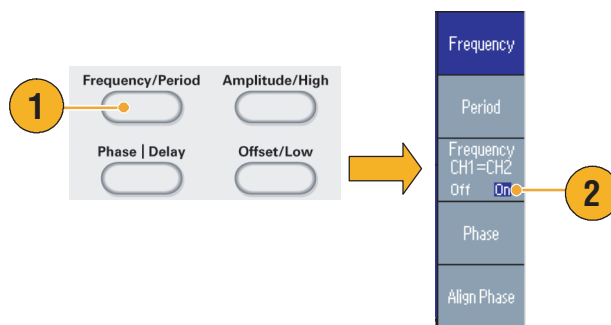 1
Frequency/Period
Amplitude/High
Phase | Delay
Offset/Low
Frequency
Period
Frequency
CH1=CH2
Off On
2
Phase
Align Phase